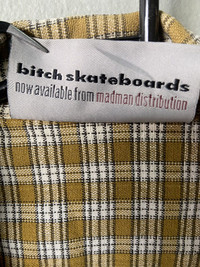 bitch skateboards
now available from madman distribution